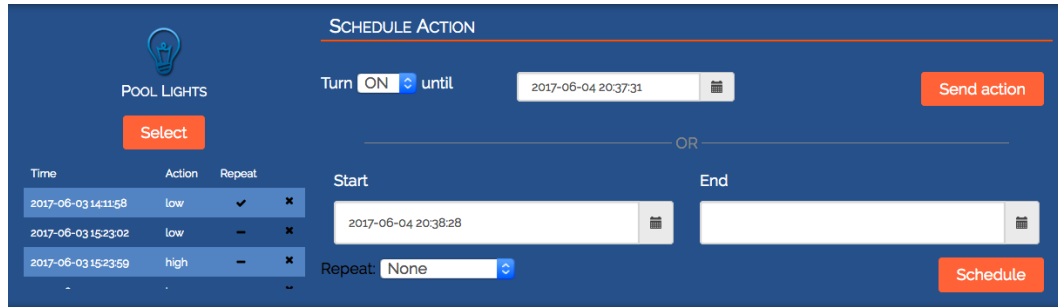 POOL LIGHTS
Select
Time Action Repeat
2017-06-03 14:11:58 low
2017-06-03 15:23:02 low
2017-06-03 15:23:59 high
SCHEDULE ACTION
Turn ON until 2017-06-04 20:37:31 Send action
OR
Start End
2017-06-04 20:38:28
Repeat: None Schedule